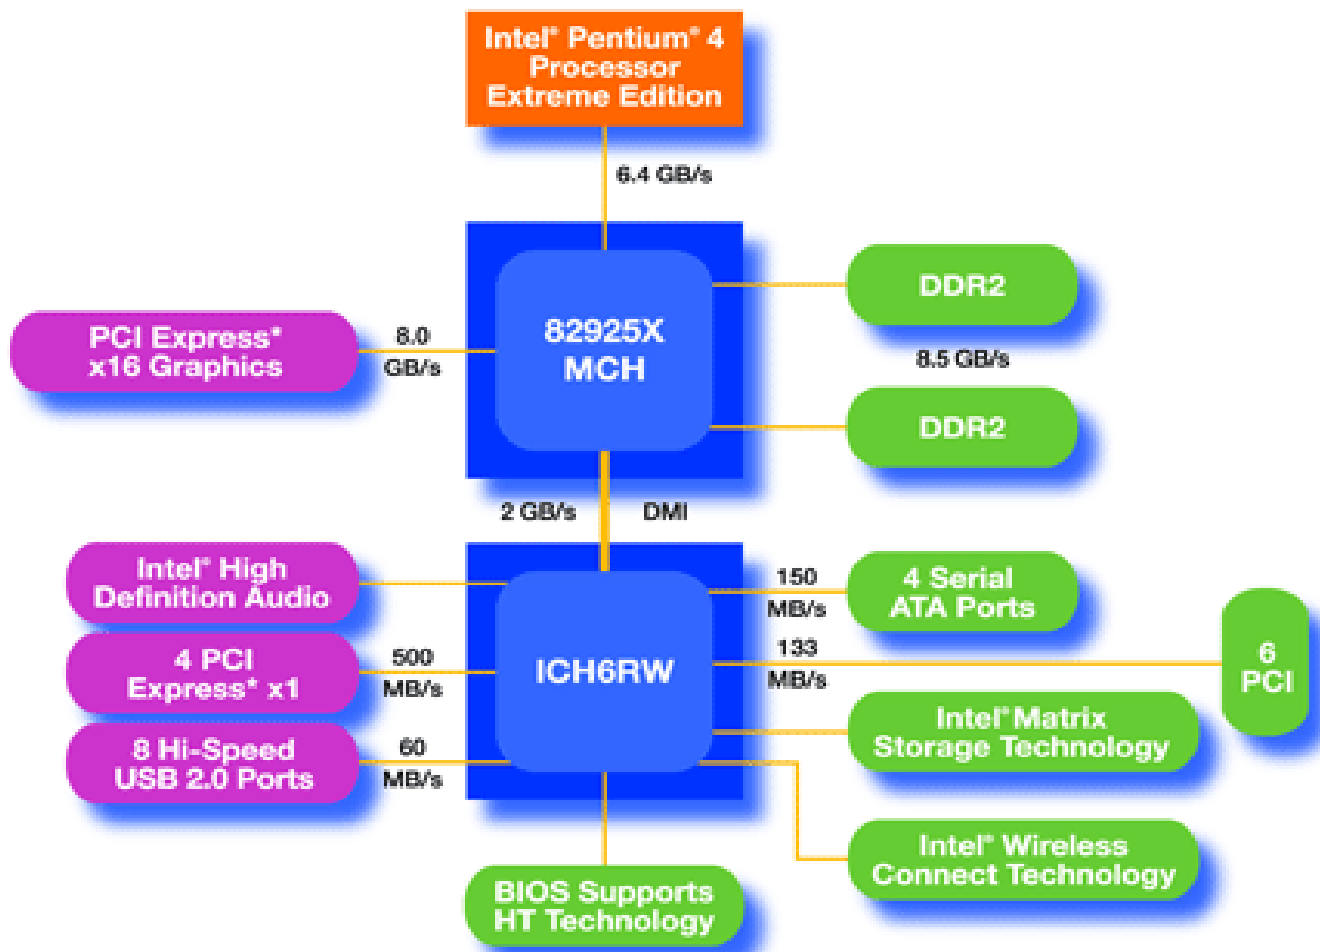 Intel® Pentium® 4
Processor
Extreme Edition
6.4 GB/s
82925X
MCH
PCI Express*
x16 Graphics
8.0
GB/s
DDR2
8.5 GB/s
DDR2
2 GB/s
DMI
Intel® High
Definition Audio
4 PCI
Express* x1
500
MB/s
8 Hi-Speed
USB 2.0 Ports
60
MB/s
ICH6RW
150
MB/s
4 Serial
ATA Ports
133
MB/s
6
PCI
Intel® Matrix
Storage Technology
Intel® Wireless
Connect Technology
BIOS Supports
HT Technology